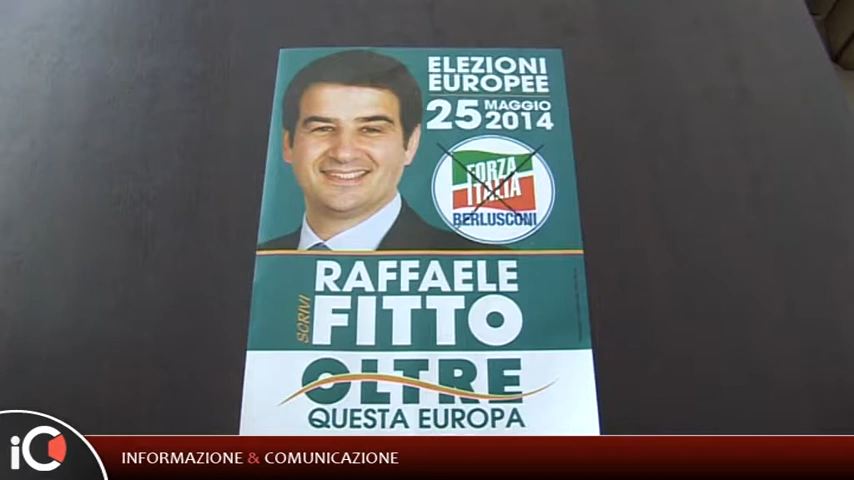 ELEZIONI
EUROPEE
25 MAGGIO
2014
FORZA
ITALIA
BERLUSCONI
RAFFAELE
SCRIVI
FITTO
OLTRE
QUESTA EUROPA
iC
INFORMAZIONE & COMUNICAZIONE